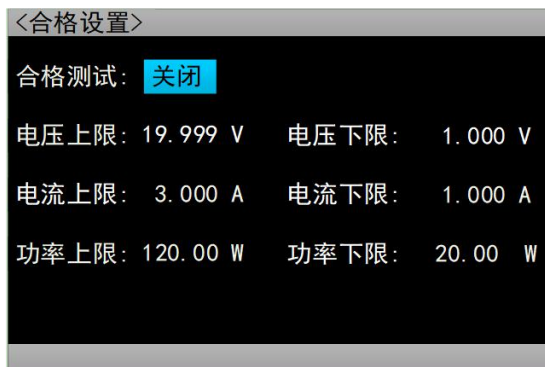 <合格设置>
合格测试: 关闭
电压上限: 19.999 V 电压下限: 1.000 V
电流上限: 3.000 A 电流下限: 1.000 A
功率上限: 120.00 W 功率下限: 20.00 W